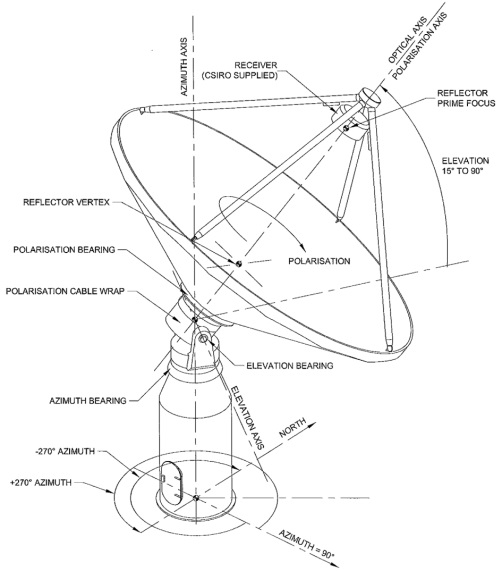 AZIMUTH AXIS
OPTICAL AXIS
POLARISATION AXIS
RECEIVER
(CSIRO SUPPLIED)
REFLECTOR
PRIME FOCUS
ELEVATION
15° TO 90°
REFLECTOR VERTEX
POLARISATION BEARING
POLARISATION
POLARISATION CABLE WRAP
ELEVATION BEARING
AZIMUTH BEARING
ELEVATION AXIS
NORTH
-270° AZIMUTH
+270° AZIMUTH
AZIMUTH = 90°